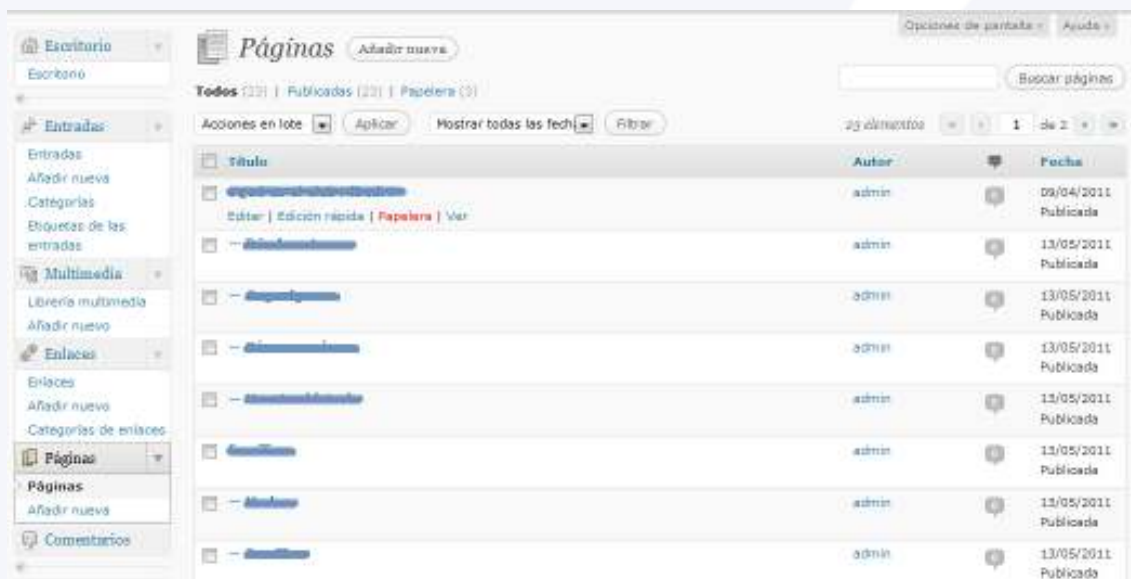 Opciones de pantalla Ayuda
Escritorio
Escritorio
Entradas
Entradas
Añadir nueva
Categorías
Etiquetas de las
entradas
Multimedia
Librería multimedia
Añadir nuevo
Enlaces
Enlaces
Añadir nuevo
Categorías de enlaces
Páginas
Páginas
Añadir nueva
Comentarios
Páginas Añadir nueva
Buscar páginas
Todos (23) | Publicadas (23) | Papelera (3)
Acciones en lote Aplicar Mostrar todas las fech Filtrar 23 elementos « ‹ 1 de 2 › »
Título Autor Fecha
admin 09/04/2011
Editar | Edición rápida | Papelera | Ver Publicada
— admin 13/05/2011
Publicada
— admin 13/05/2011
Publicada
— admin 13/05/2011
Publicada
— admin 13/05/2011
Publicada
admin 13/05/2011
Publicada
— admin 13/05/2011
Publicada
— admin 13/05/2011
Publicada